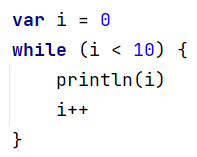 var i = 0
while (i < 10) {
    println(i)
    i++
}